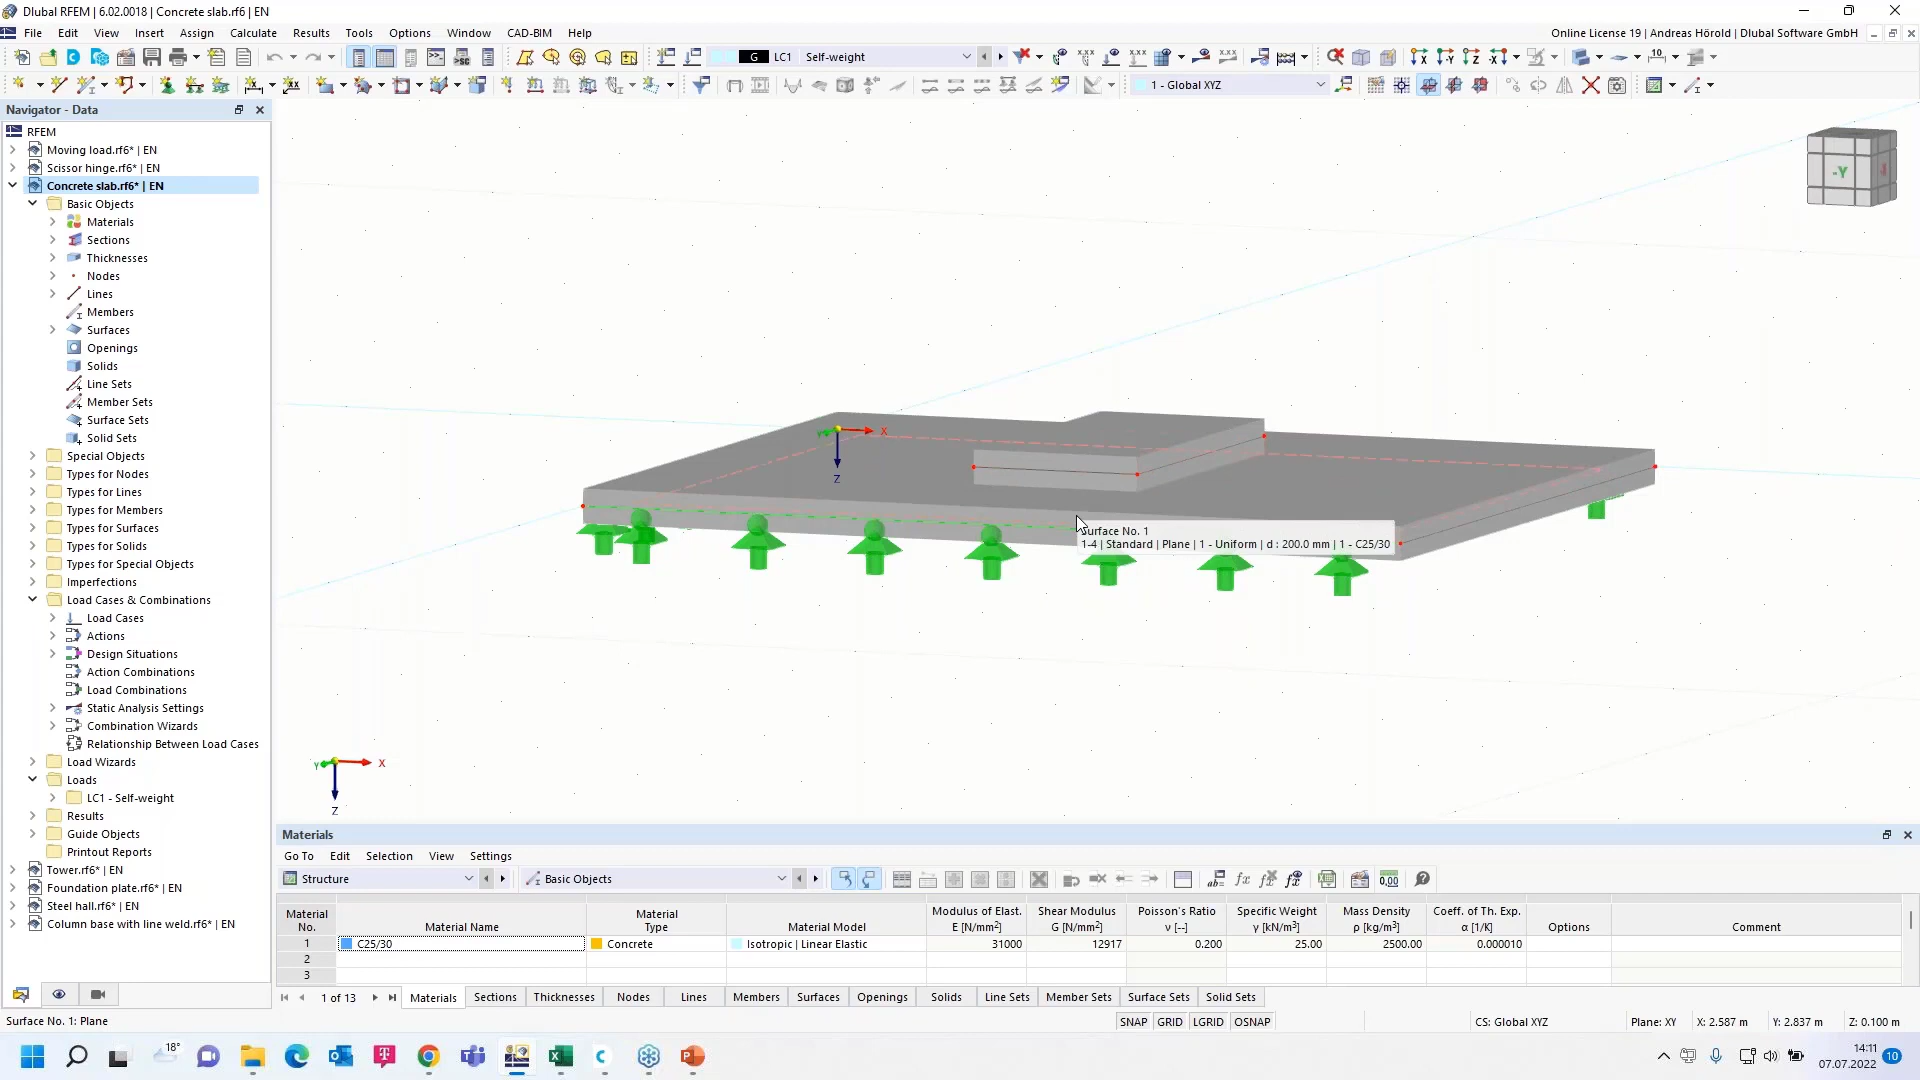 Dlubal RFEM | 6.02.0018 | Concrete slab.rf6 | EN
File Edit View Insert Assign Calculate Results Tools Options Window CAD-BIM Help
Online License 19 | Andreas Hörold | Dlubal Software GmbH
G LC1 Self-weight
1 - Global XYZ
Navigator - Data
RFEM
Moving load.rf6* | EN
Scissor hinge.rf6* | EN
Concrete slab.rf6* | EN
Basic Objects
Materials
Sections
Thicknesses
Nodes
Lines
Members
Surfaces
Openings
Solids
Line Sets
Member Sets
Surface Sets
Solid Sets
Special Objects
Types for Nodes
Types for Lines
Types for Members
Types for Surfaces
Types for Solids
Types for Special Objects
Imperfections
Load Cases & Combinations
Load Cases
Actions
Design Situations
Action Combinations
Load Combinations
Static Analysis Settings
Combination Wizards
Relationship Between Load Cases
Load Wizards
Loads
LC1 - Self-weight
Results
Guide Objects
Printout Reports
Tower.rf6* | EN
Foundation plate.rf6* | EN
Steel hall.rf6* | EN
Column base with line weld.rf6* | EN
-Y
Y X
Z
Surface No. 1
1-4 | Standard | Plane | 1 - Uniform | d : 200.0 mm | 1 - C25/30
Y X
Z
Materials
Go To Edit Selection View Settings
Structure Basic Objects
Material No. Material Name Material Type Material Model Modulus of Elast. E [N/mm²] Shear Modulus G [N/mm²] Poisson's Ratio ν [--] Specific Weight γ [kN/m³] Mass Density ρ [kg/m³] Coeff. of Th. Exp. α [1/K] Options Comment
1 C25/30 Concrete Isotropic | Linear Elastic 31000 12917 0.200 25.00 2500.00 0.000010
2
3
1 of 13 Materials Sections Thicknesses Nodes Lines Members Surfaces Openings Solids Line Sets Member Sets Surface Sets Solid Sets
Surface No. 1: Plane
SNAP GRID LGRID OSNAP CS: Global XYZ Plane: XY X: 2.587 m Y: 2.837 m Z: 0.100 m
18°
14:11
07.07.2022
10